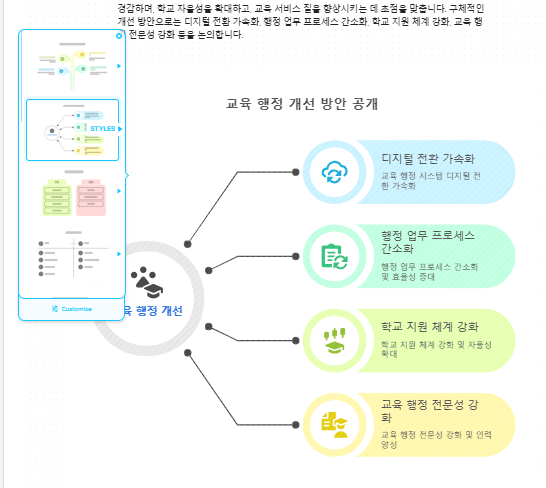 경감하며, 학교 자율성을 확대하고, 교육 서비스 질을 향상시키는 데 초점을 맞춥니다. 구체적인
개선 방안으로는 디지털 전환 가속화, 행정 업무 프로세스 간소화, 학교 지원 체계 강화, 교육 행
전문성 강화 등을 논의합니다.
교육 행정 개선 방안 공개
STYLES
Customize
육 행정 개선
디지털 전환 가속화
교육 행정 시스템 디지털 전
환 가속화
행정 업무 프로세스
간소화
행정 업무 프로세스 간소화
및 효율성 증대
학교 지원 체계 강화
학교 지원 체계 강화 및 자율성
확대
교육 행정 전문성 강
화
교육 행정 전문성 강화 및 인력
양성